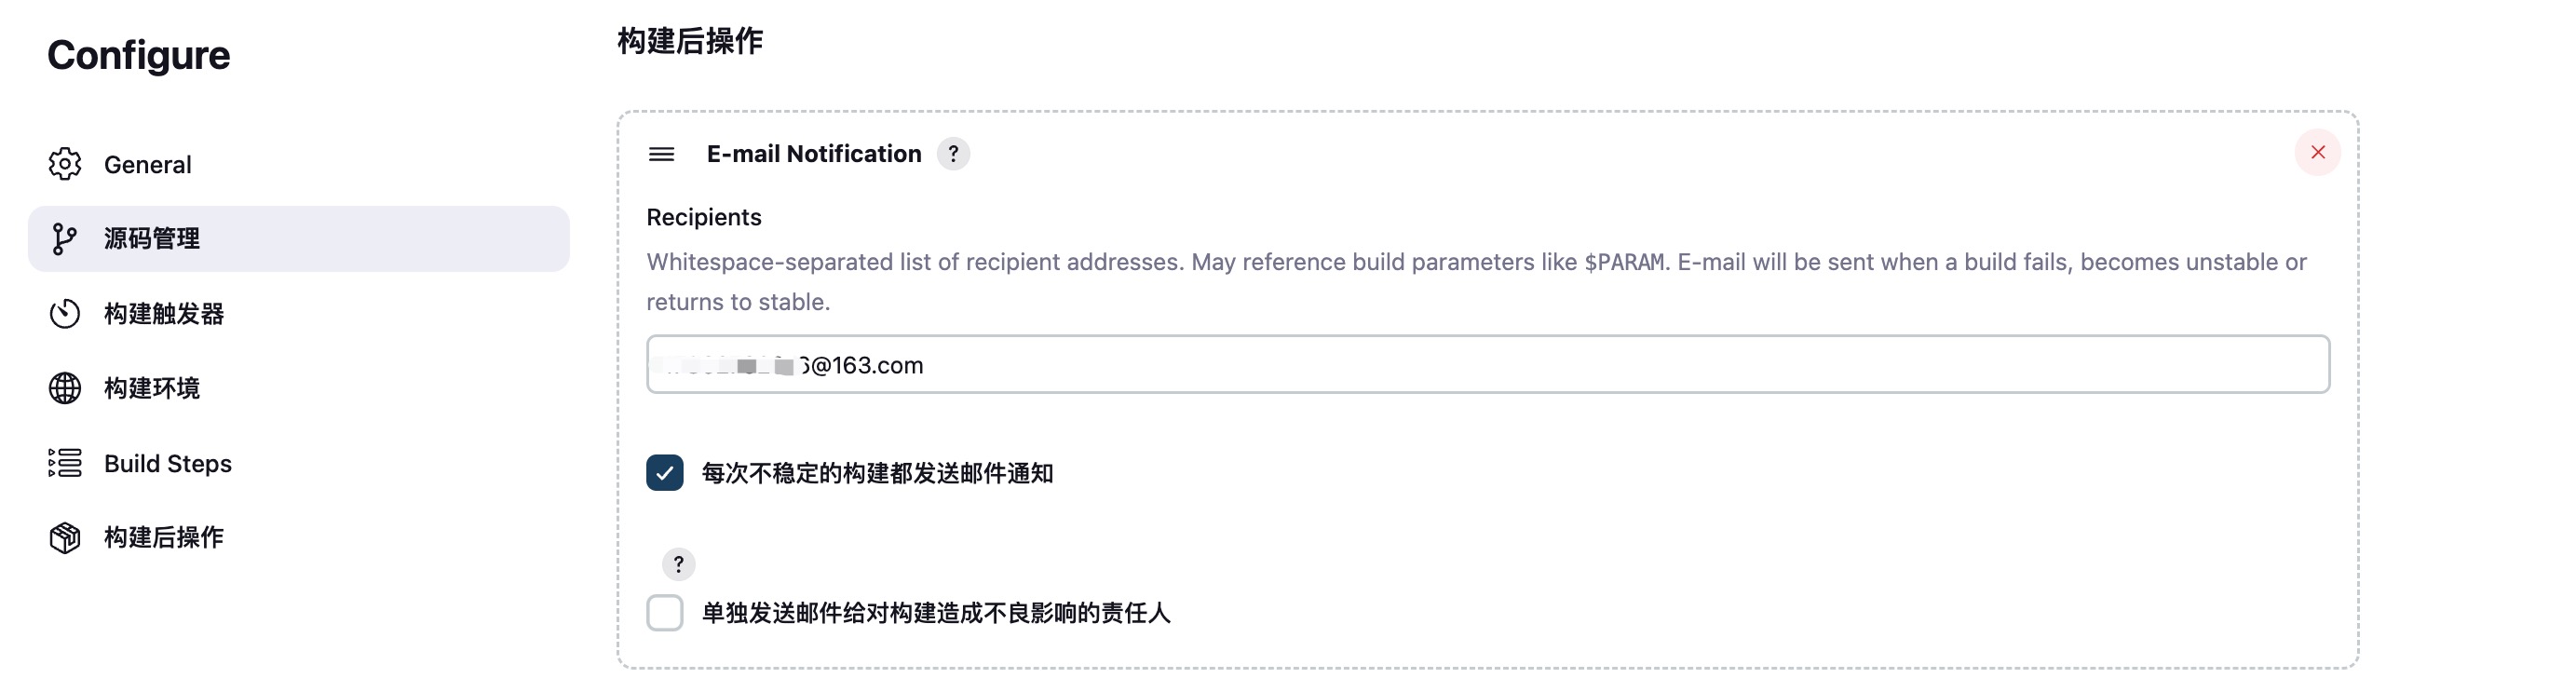 Configure
General
源码管理
构建触发器
构建环境
Build Steps
构建后操作
构建后操作
E-mail Notification ?
Recipients
Whitespace-separated list of recipient addresses. May reference build parameters like $PARAM. E-mail will be sent when a build fails, becomes unstable or
returns to stable.
6@163.com
每次不稳定的构建都发送邮件通知
?
单独发送邮件给对构建造成不良影响的责任人